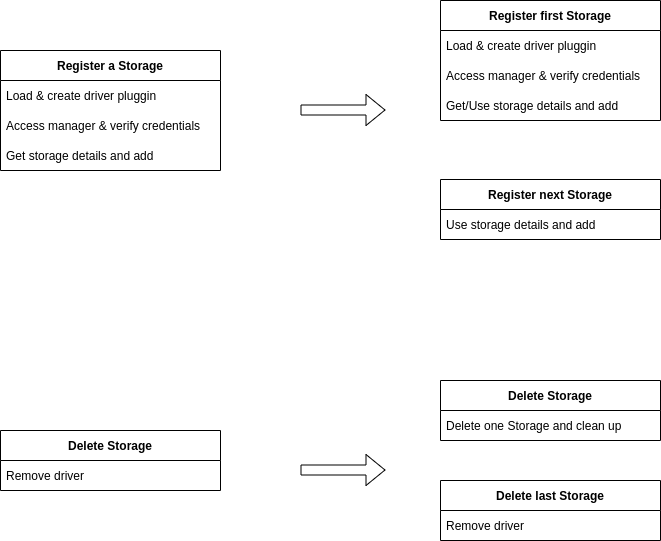 Register a Storage
Load & create driver pluggin
Access manager & verify credentials
Get storage details and add
Register first Storage
Load & create driver pluggin
Access manager & verify credentials
Get/Use storage details and add
Register next Storage
Use storage details and add
Delete Storage
Remove driver
Delete Storage
Delete one Storage and clean up
Delete last Storage
Remove driver